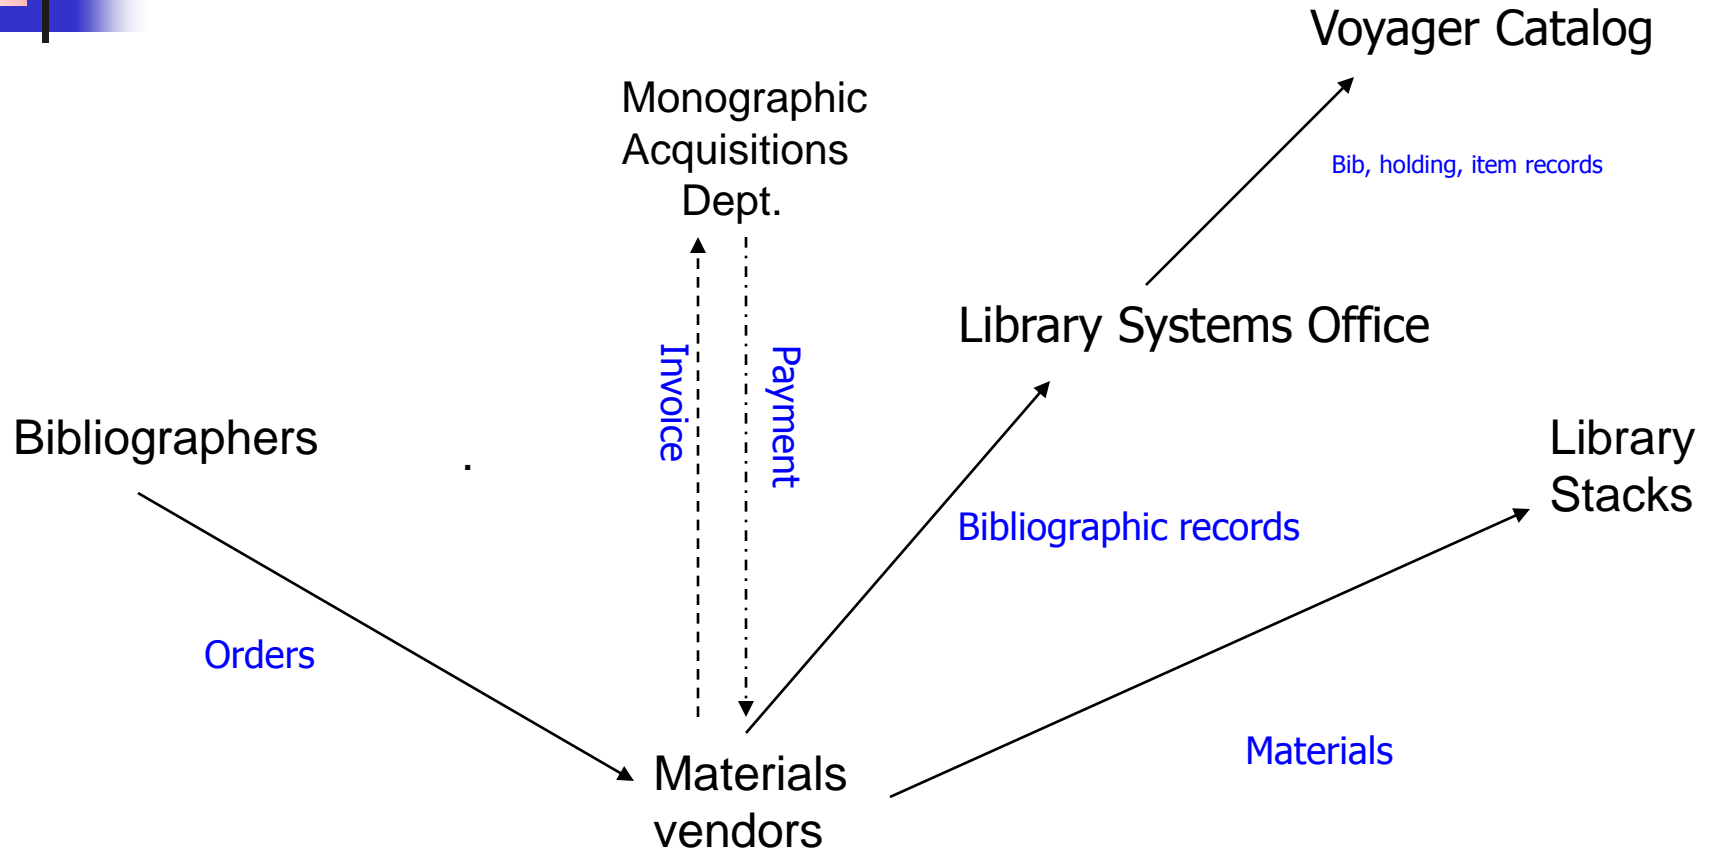 Voyager Catalog
Monographic
Acquisitions
Dept.
Bib, holding, item records
Library Systems Office
Invoice
Payment
Bibliographers
.
Library
Stacks
Bibliographic records
Orders
Materials
Materials
vendors